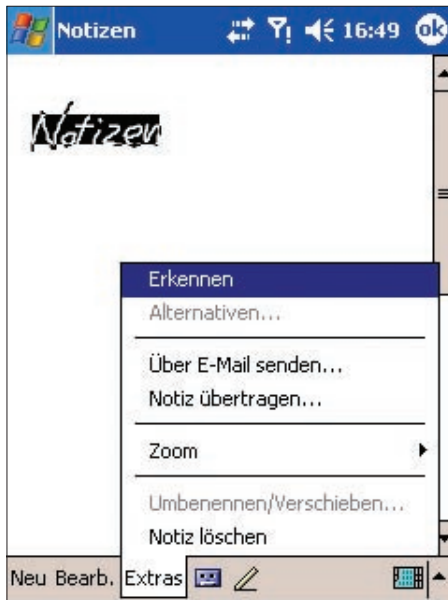 Notizen 16:49 ok
Notizen
Erkennen
Alternativen...
Über E-Mail senden...
Notiz übertragen...
Zoom
Umbenennen/Verschieben...
Notiz löschen
Neu Bearb. Extras